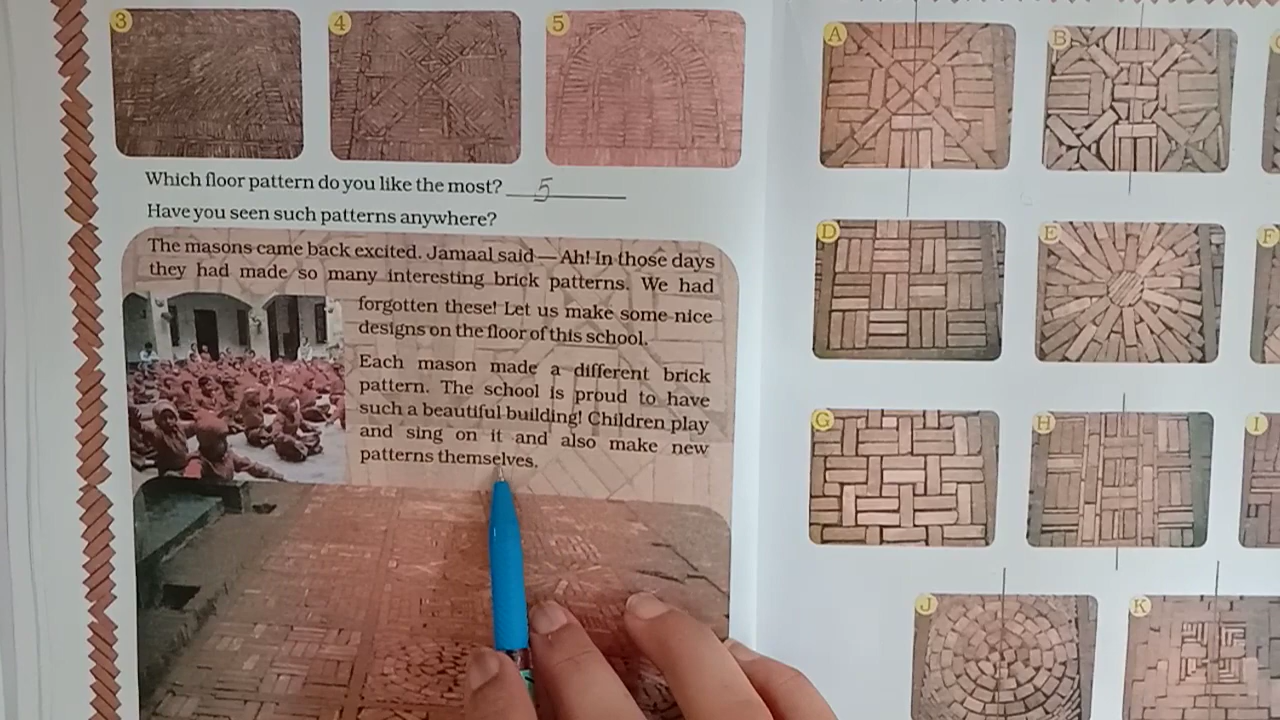 3
4
5
Which floor pattern do you like the most? 5
Have you seen such patterns anywhere?
The masons came back excited. Jamaal said — Ah! In those days
they had made so many interesting brick patterns. We had
forgotten these! Let us make some nice
designs on the floor of this school.
Each mason made a different brick
pattern. The school is proud to have
such a beautiful building! Children play
and sing on it and also make new
patterns themselves.
A
B
D
E
F
G
H
I
J
K